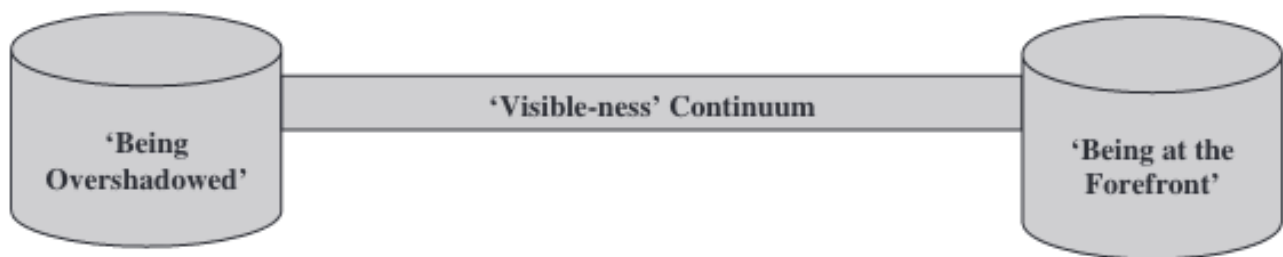 ‘Being
Overshadowed’
‘Visible-ness’ Continuum
‘Being at the
Forefront’